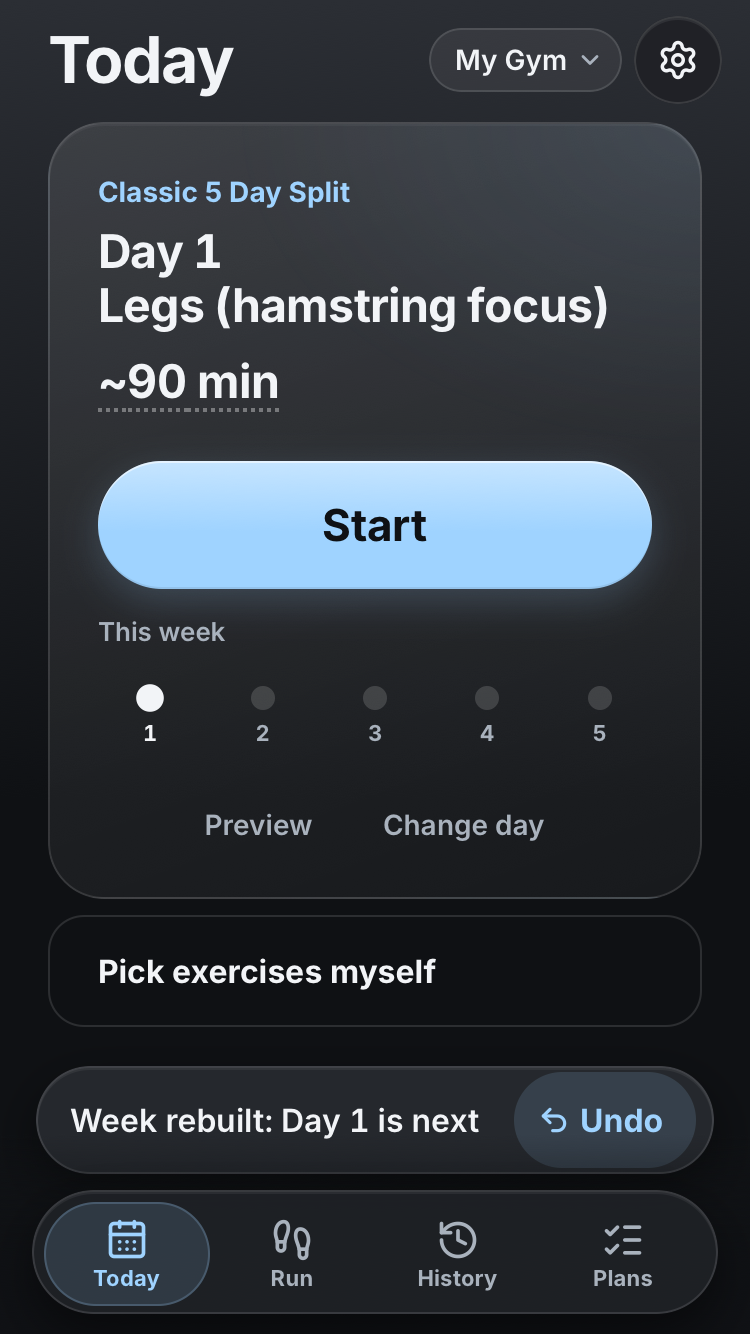 Today
My Gym
Classic 5 Day Split
Day 1
Legs (hamstring focus)
~90 min
Start
This week
1 2 3 4 5
Preview Change day
Pick exercises myself
Week rebuilt: Day 1 is next Undo
Today Run History Plans